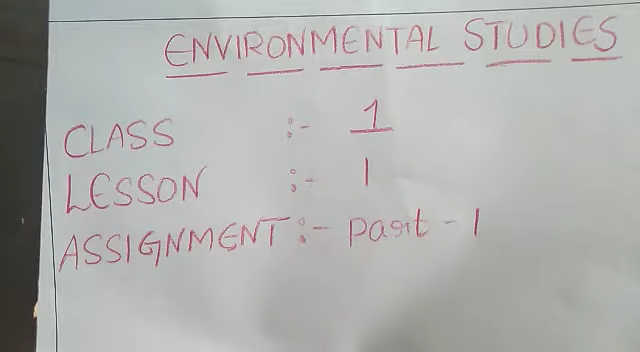 ENVIRONMENTAL STUDIES
CLASS :- 1
LESSON :- 1
ASSIGNMENT :- Part - 1